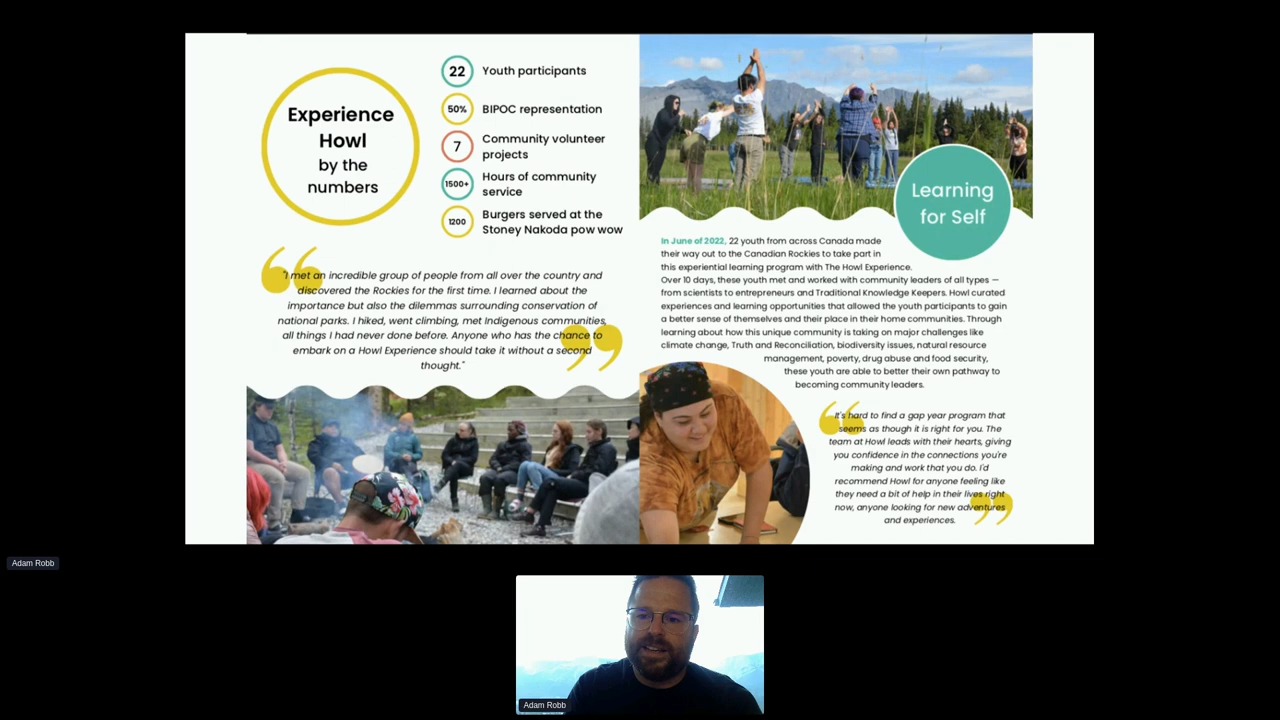 Experience
Howl
by the
numbers
22 Youth participants
50% BIPOC representation
7 Community volunteer
projects
1500+ Hours of community
service
1200 Burgers served at the
Stoney Nakoda pow wow
"I met an incredible group of people from all over the country and
discovered the Rockies for the first time. I learned about the
importance but also the dilemmas surrounding conservation of
national parks. I hiked, went climbing, met Indigenous communities,
all things I had never done before. Anyone who has the chance to
embark on a Howl Experience should take it without a second
thought."
Learning
for Self
In June of 2022, 22 youth from across Canada made
their way out to the Canadian Rockies to take part in
this experiential learning program with The Howl Experience.
Over 10 days, these youth met and worked with community leaders of all types —
from scientists to entrepreneurs and Traditional Knowledge Keepers. Howl curated
experiences and learning opportunities that allowed the youth participants to gain
a better sense of themselves and their place in their home communities. Through
learning about how this unique community is taking on major challenges like
climate change, Truth and Reconciliation, biodiversity issues, natural resource
management, poverty, drug abuse and food security,
these youth are able to better their own pathway to
becoming community leaders.
It's hard to find a gap year program that
seems as though it is right for you. The
team at Howl leads with their hearts, giving
you confidence in the connections you're
making and work that you do. I'd
recommend Howl for anyone feeling like
they need a bit of help in their lives right
now, anyone looking for new adventures
and experiences.
Adam Robb
Adam Robb